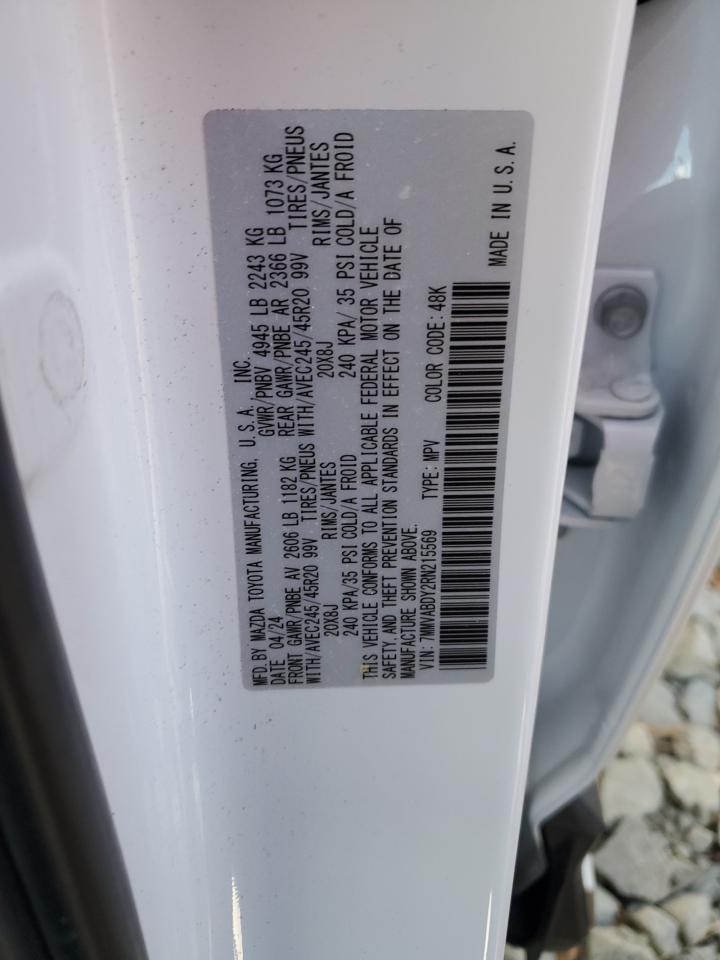 MFD. BY MAZDA TOYOTA MANUFACTURING, U.S.A., INC.
DATE 04/24 GVWR/PNBV 4945 LB 2243 KG
FRONT GAWR/PNBE AV 2606 LB 1182 KG REAR GAWR/PNBE AR 2366 LB 1073 KG
WITH/AVEC245/45R20 99V TIRES/PNEUS WITH/AVEC245/45R20 99V TIRES/PNEUS
20X8J RIMS/JANTES 20X8J RIMS/JANTES
240 KPA/35 PSI COLD/A FROID 240 KPA/ 35 PSI COLD/A FROID
THIS VEHICLE CONFORMS TO ALL APPLICABLE FEDERAL MOTOR VEHICLE
SAFETY, AND THEFT PREVENTION STANDARDS IN EFFECT ON THE DATE OF
MANUFACTURE SHOWN ABOVE.
VIN: 7MMVABDY2RN215569 TYPE: MPV COLOR CODE: 48K
MADE IN U.S.A.